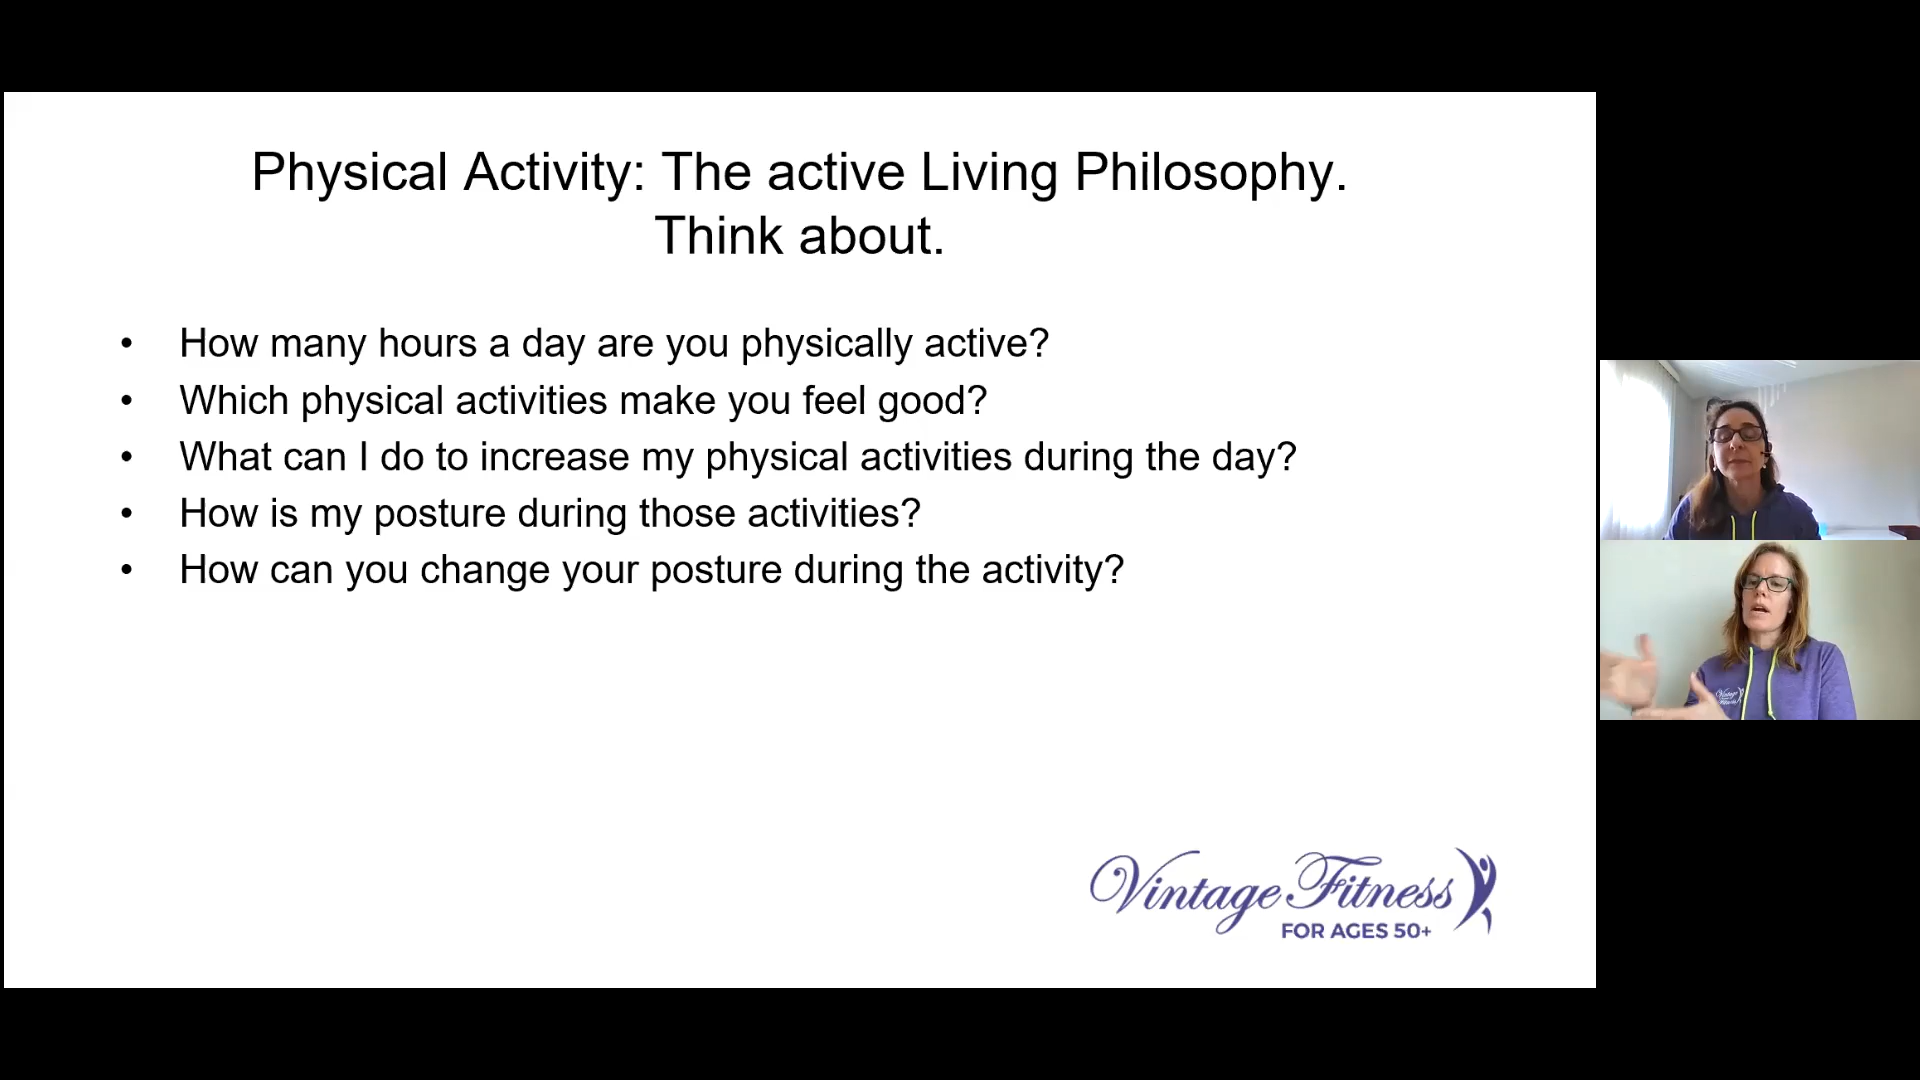 Physical Activity: The active Living Philosophy.
Think about.
• How many hours a day are you physically active?
• Which physical activities make you feel good?
• What can I do to increase my physical activities during the day?
• How is my posture during those activities?
• How can you change your posture during the activity?
Vintage Fitness
FOR AGES 50+
Vintage
Fitness